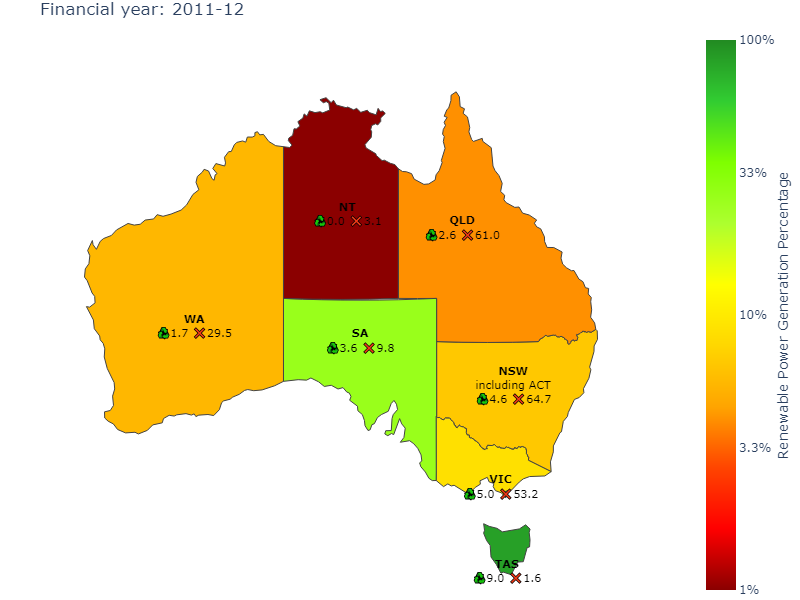 Financial year: 2011-12
100%
33%
10%
3.3%
1%
Renewable Power Generation Percentage
NT
0.0 3.1
QLD
2.6 61.0
WA
1.7 29.5
SA
3.6 9.8
NSW
including ACT
4.6 64.7
VIC
5.0 53.2
TAS
9.0 1.6